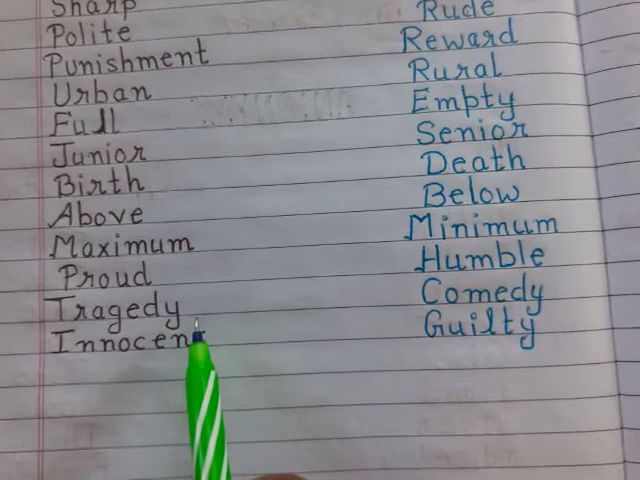 Sharp
Polite Rude
Punishment Reward
Urban Rural
Full Empty
Junior Senior
Birth Death
Above Below
Maximum Minimum
Proud Humble
Tragedy Comedy
Innocen Guilty